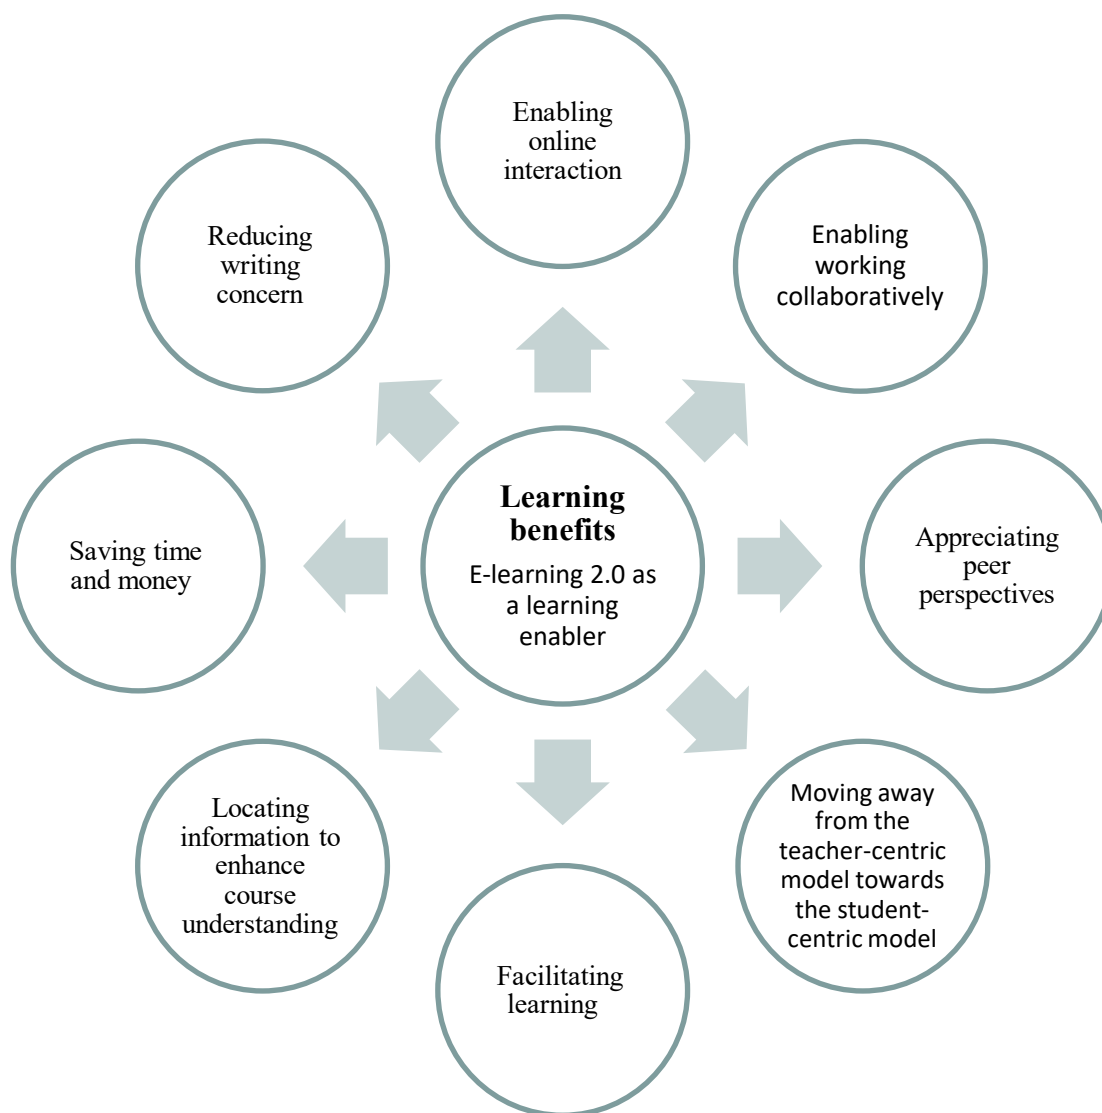 Enabling
online
interaction
Enabling
working
collaboratively
Appreciating
peer
perspectives
Moving away
from the
teacher-centric
model towards
the student-
centric model
Facilitating
learning
Locating
information to
enhance
course
understanding
Saving time
and money
Reducing
writing
concern
Learning
benefits
E-learning 2.0 as
a learning
enabler